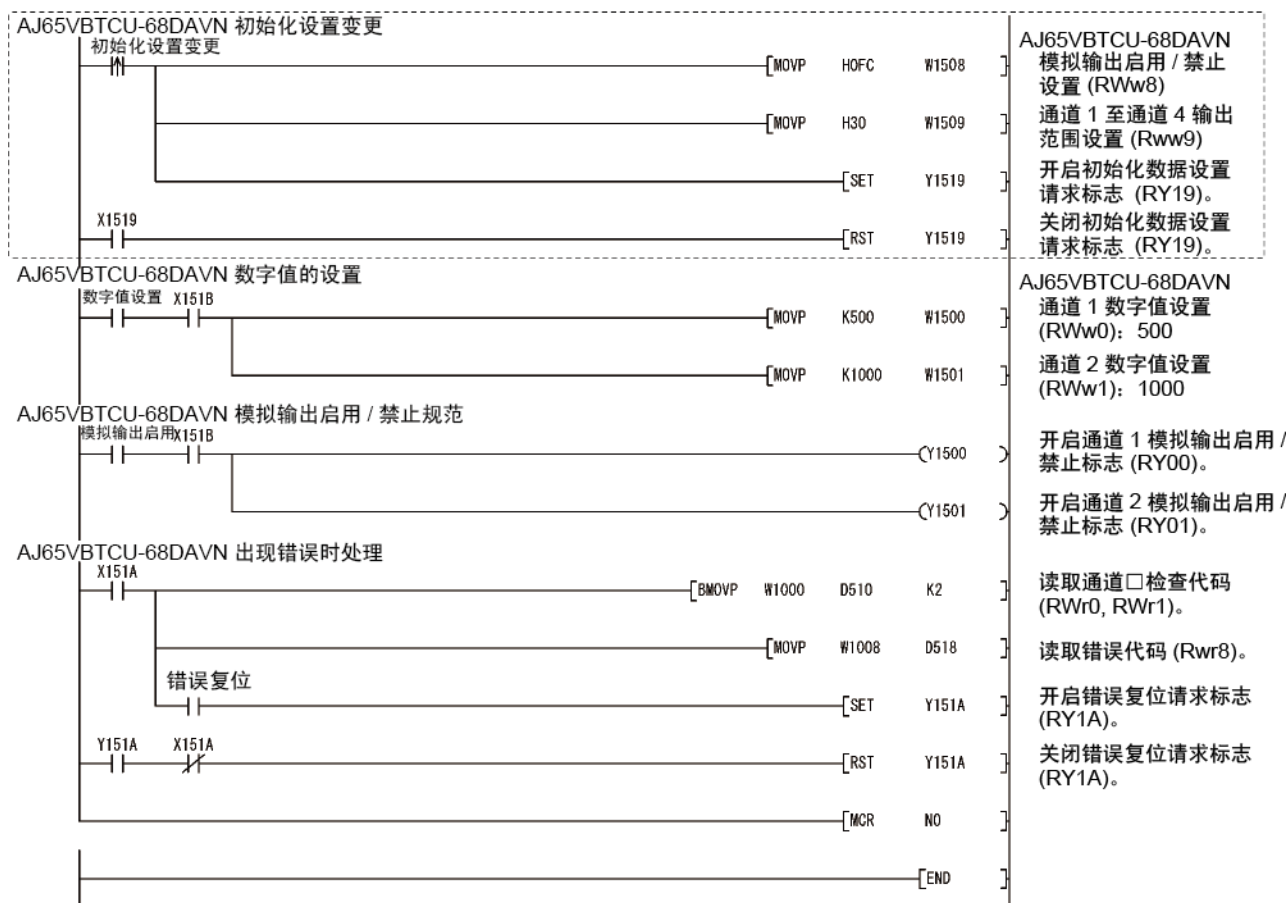 AJ65VBTCU-68DAVN 初始化设置变更
初始化设置变更
[MOVP H0FC W1508 ]
AJ65VBTCU-68DAVN
模拟输出启用 / 禁止
设置 (RWw8)
[MOVP H30 W1509 ]
通道 1 至通道 4 输出
范围设置 (Rww9)
[SET Y1519 ]
开启初始化数据设置
请求标志 (RY19)。
X1519
[RST Y1519 ]
关闭初始化数据设置
请求标志 (RY19)。
AJ65VBTCU-68DAVN 数字值的设置
数字值设置 X151B
[MOVP K500 W1500 ]
AJ65VBTCU-68DAVN
通道 1 数字值设置
(RWw0): 500
[MOVP K1000 W1501 ]
通道 2 数字值设置
(RWw1): 1000
AJ65VBTCU-68DAVN 模拟输出启用 / 禁止规范
模拟输出启用 X151B
(Y1500 )
开启通道 1 模拟输出启用 /
禁止标志 (RY00)。
(Y1501 )
开启通道 2 模拟输出启用 /
禁止标志 (RY01)。
AJ65VBTCU-68DAVN 出现错误时处理
X151A
[BMOVP W1000 D510 K2 ]
读取通道□检查代码
(RWr0, RWr1)。
[MOVP W1008 D518 ]
读取错误代码 (Rwr8)。
错误复位
[SET Y151A ]
开启错误复位请求标志
(RY1A)。
Y151A X151A
[RST Y151A ]
关闭错误复位请求标志
(RY1A)。
[MCR N0 ]
[END ]